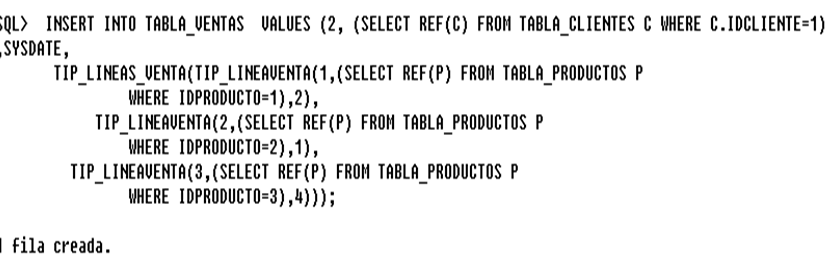 SQL> INSERT INTO TABLA_VENTAS VALUES (2, (SELECT REF(C) FROM TABLA_CLIENTES C WHERE C.IDCLIENTE=1)
,SYSDATE,
TIP_LINEAS_VENTA(TIP_LINEAVENTA(1,(SELECT REF(P) FROM TABLA_PRODUCTOS P
WHERE IDPRODUCTO=1),2),
TIP_LINEAVENTA(2,(SELECT REF(P) FROM TABLA_PRODUCTOS P
WHERE IDPRODUCTO=2),1),
TIP_LINEAVENTA(3,(SELECT REF(P) FROM TABLA_PRODUCTOS P
WHERE IDPRODUCTO=3),4)));
1 fila creada.